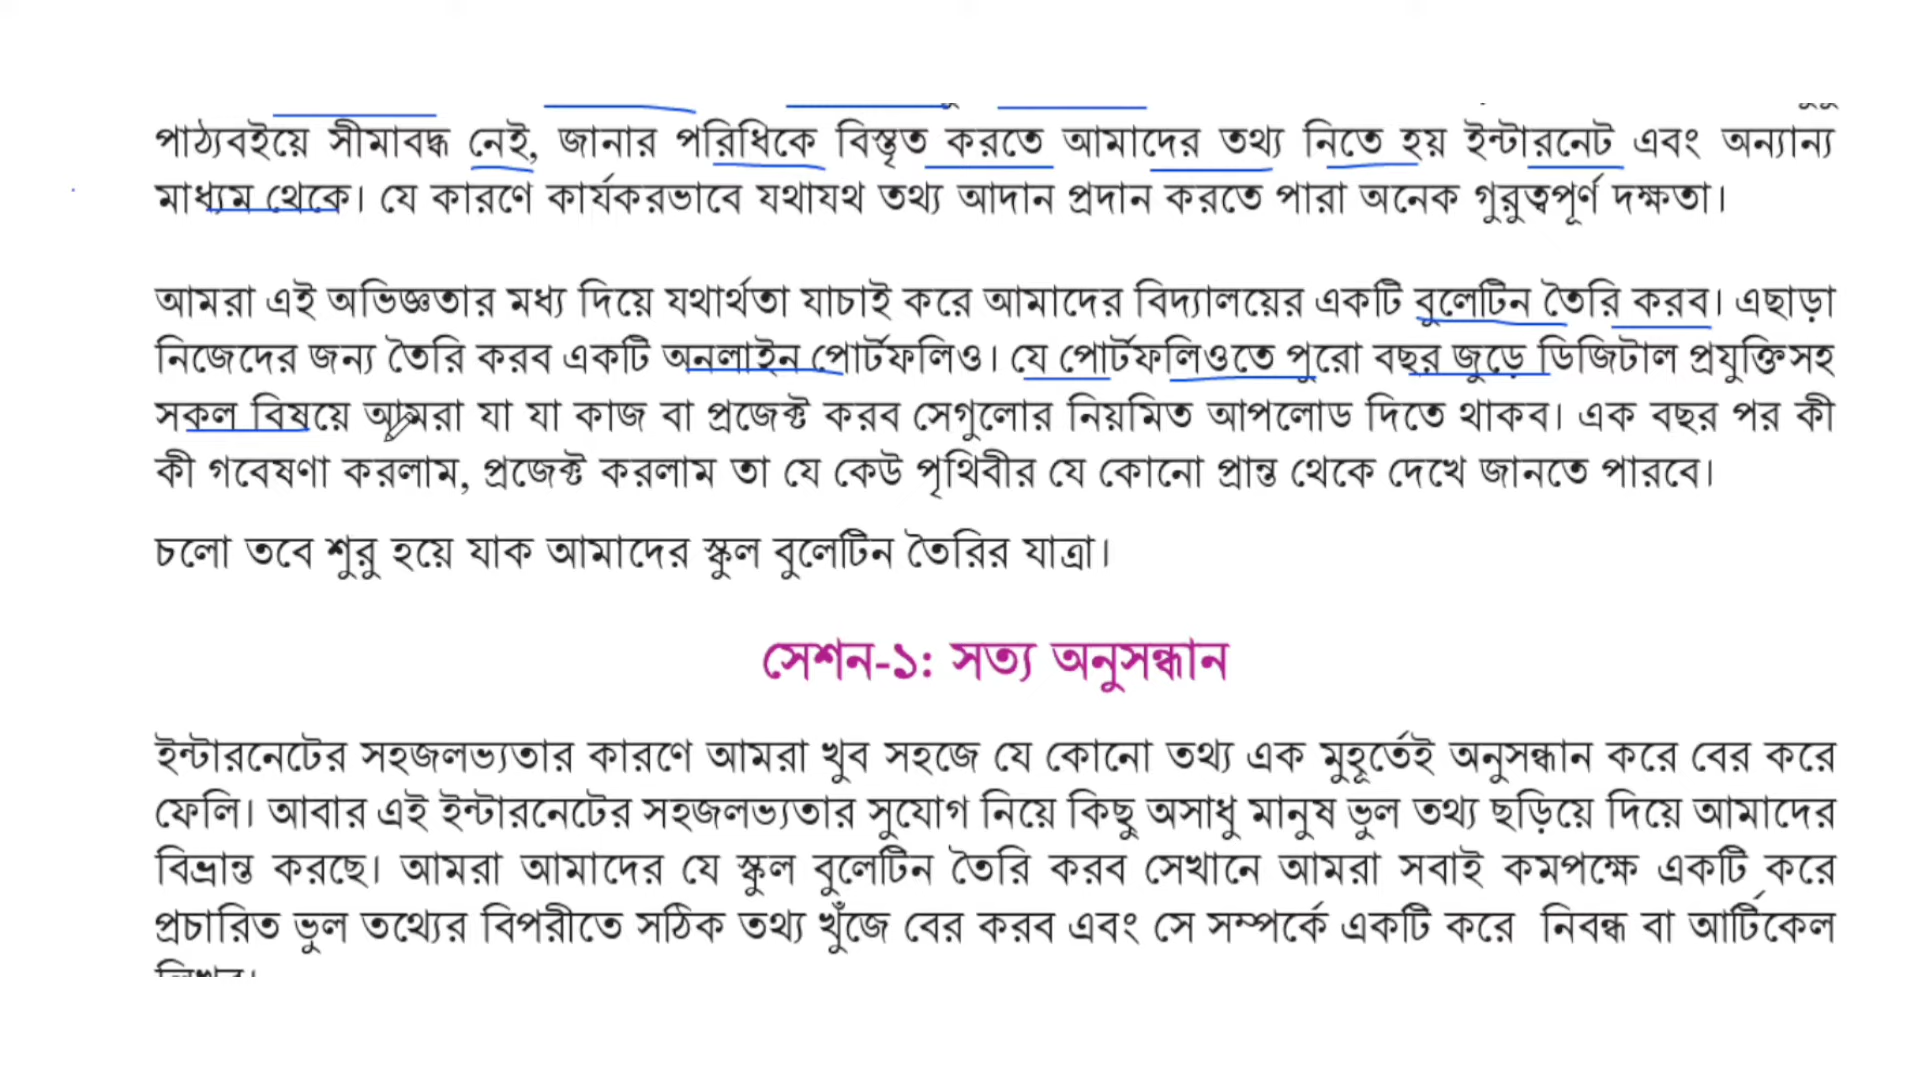 পাঠ্যবইয়ে সীমাবদ্ধ নেই, জানার পরিধিকে বিস্তৃত করতে আমাদের তথ্য নিতে হয় ইন্টারনেট এবং অন্যান্য
মাধ্যম থেকে। যে কারণে কার্যকরভাবে যথাযথ তথ্য আদান প্রদান করতে পারা অনেক গুরুত্বপূর্ণ দক্ষতা।
আমরা এই অভিজ্ঞতার মধ্য দিয়ে যথার্থতা যাচাই করে আমাদের বিদ্যালয়ের একটি বুলেটিন তৈরি করব। এছাড়া
নিজেদের জন্য তৈরি করব একটি অনলাইন পোর্টফলিও। যে পোর্টফলিওতে পুরো বছর জুড়ে ডিজিটাল প্রযুক্তিসহ
সকল বিষয়ে আমরা যা যা কাজ বা প্রজেক্ট করব সেগুলোর নিয়মিত আপলোড দিতে থাকব। এক বছর পর কী
কী গবেষণা করলাম, প্রজেক্ট করলাম তা যে কেউ পৃথিবীর যে কোনো প্রান্ত থেকে দেখে জানতে পারবে।
চলো তবে শুরু হয়ে যাক আমাদের স্কুল বুলেটিন তৈরির যাত্রা।
সেশন-১: সত্য অনুসন্ধান
ইন্টারনেটের সহজলভ্যতার কারণে আমরা খুব সহজে যে কোনো তথ্য এক মুহূর্তেই অনুসন্ধান করে বের করে
ফেলি। আবার এই ইন্টারনেটের সহজলভ্যতার সুযোগ নিয়ে কিছু অসাধু মানুষ ভুল তথ্য ছড়িয়ে দিয়ে আমাদের
বিভ্রান্ত করছে। আমরা আমাদের যে স্কুল বুলেটিন তৈরি করব সেখানে আমরা সবাই কমপক্ষে একটি করে
প্রচারিত ভুল তথ্যের বিপরীতে সঠিক তথ্য খুঁজে বের করব এবং সে সম্পর্কে একটি করে নিবন্ধ বা আর্টিকেল